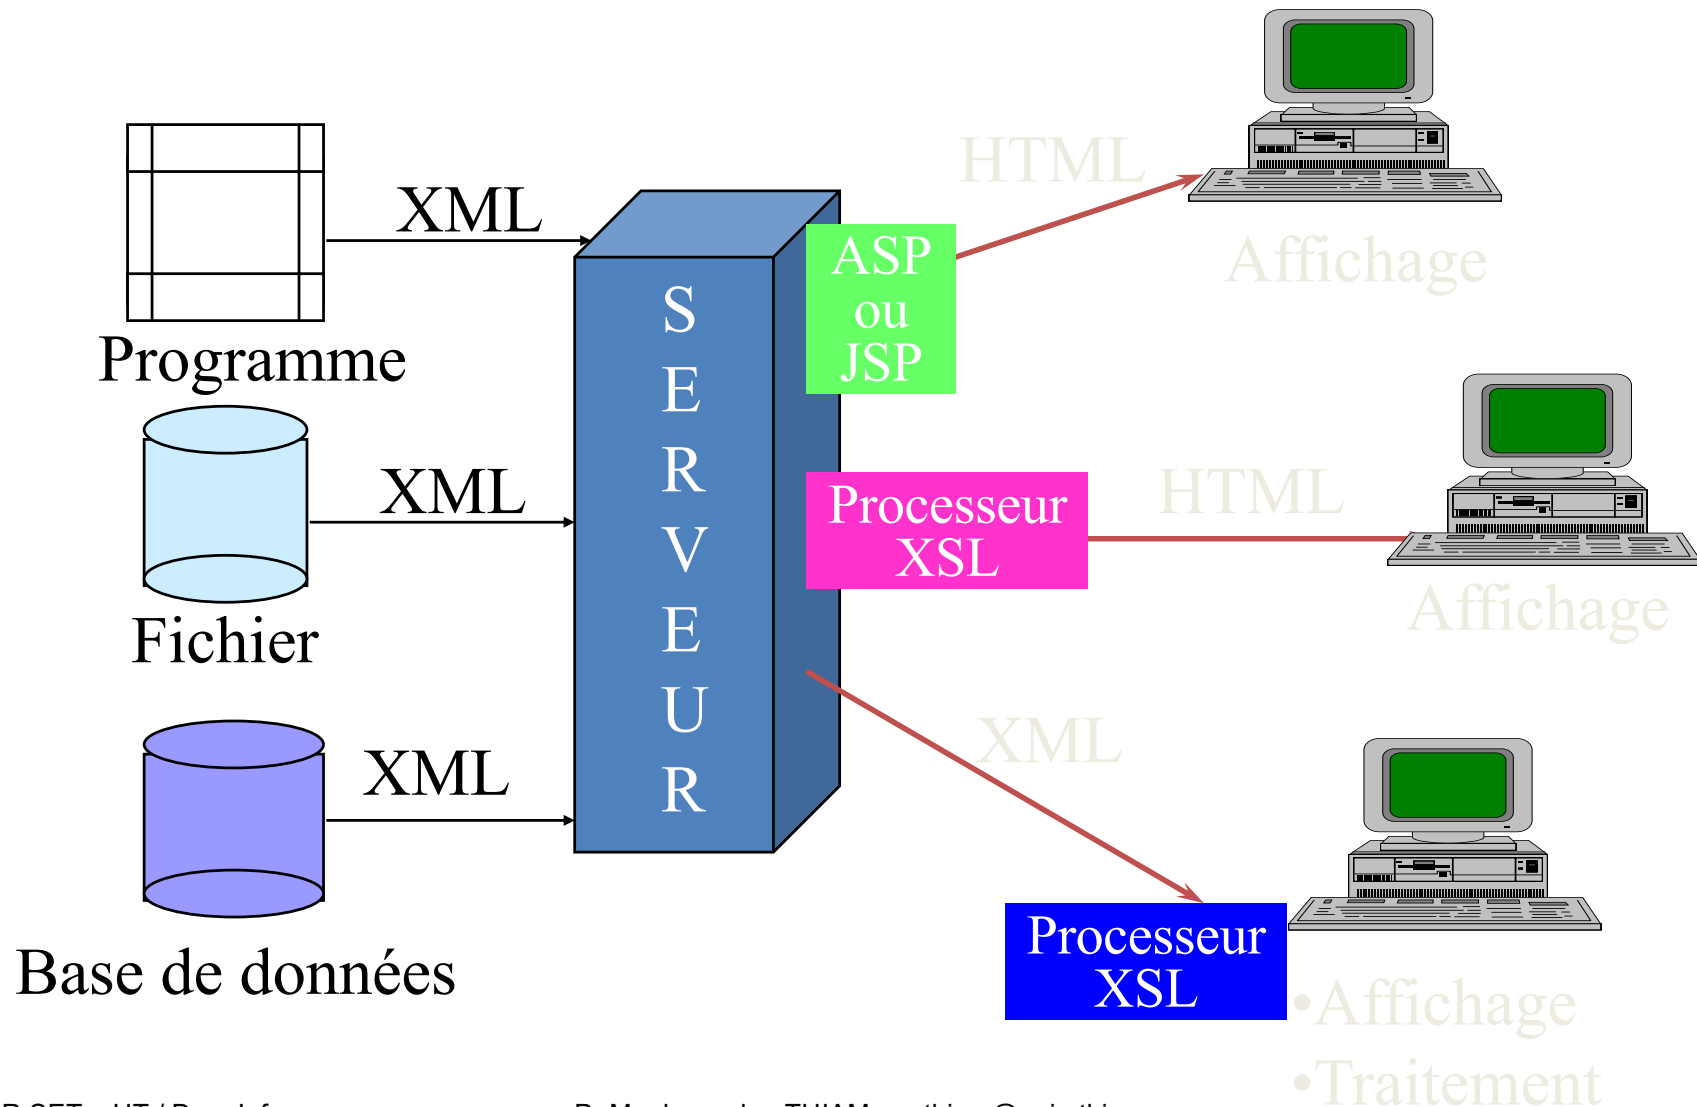 XML
Programme
XML
Fichier
XML
Base de données
S
E
R
V
E
U
R
ASP
ou
JSP
HTML
Affichage
Processeur
XSL
HTML
Affichage
XML
Processeur
XSL
•Affichage
•Traitement